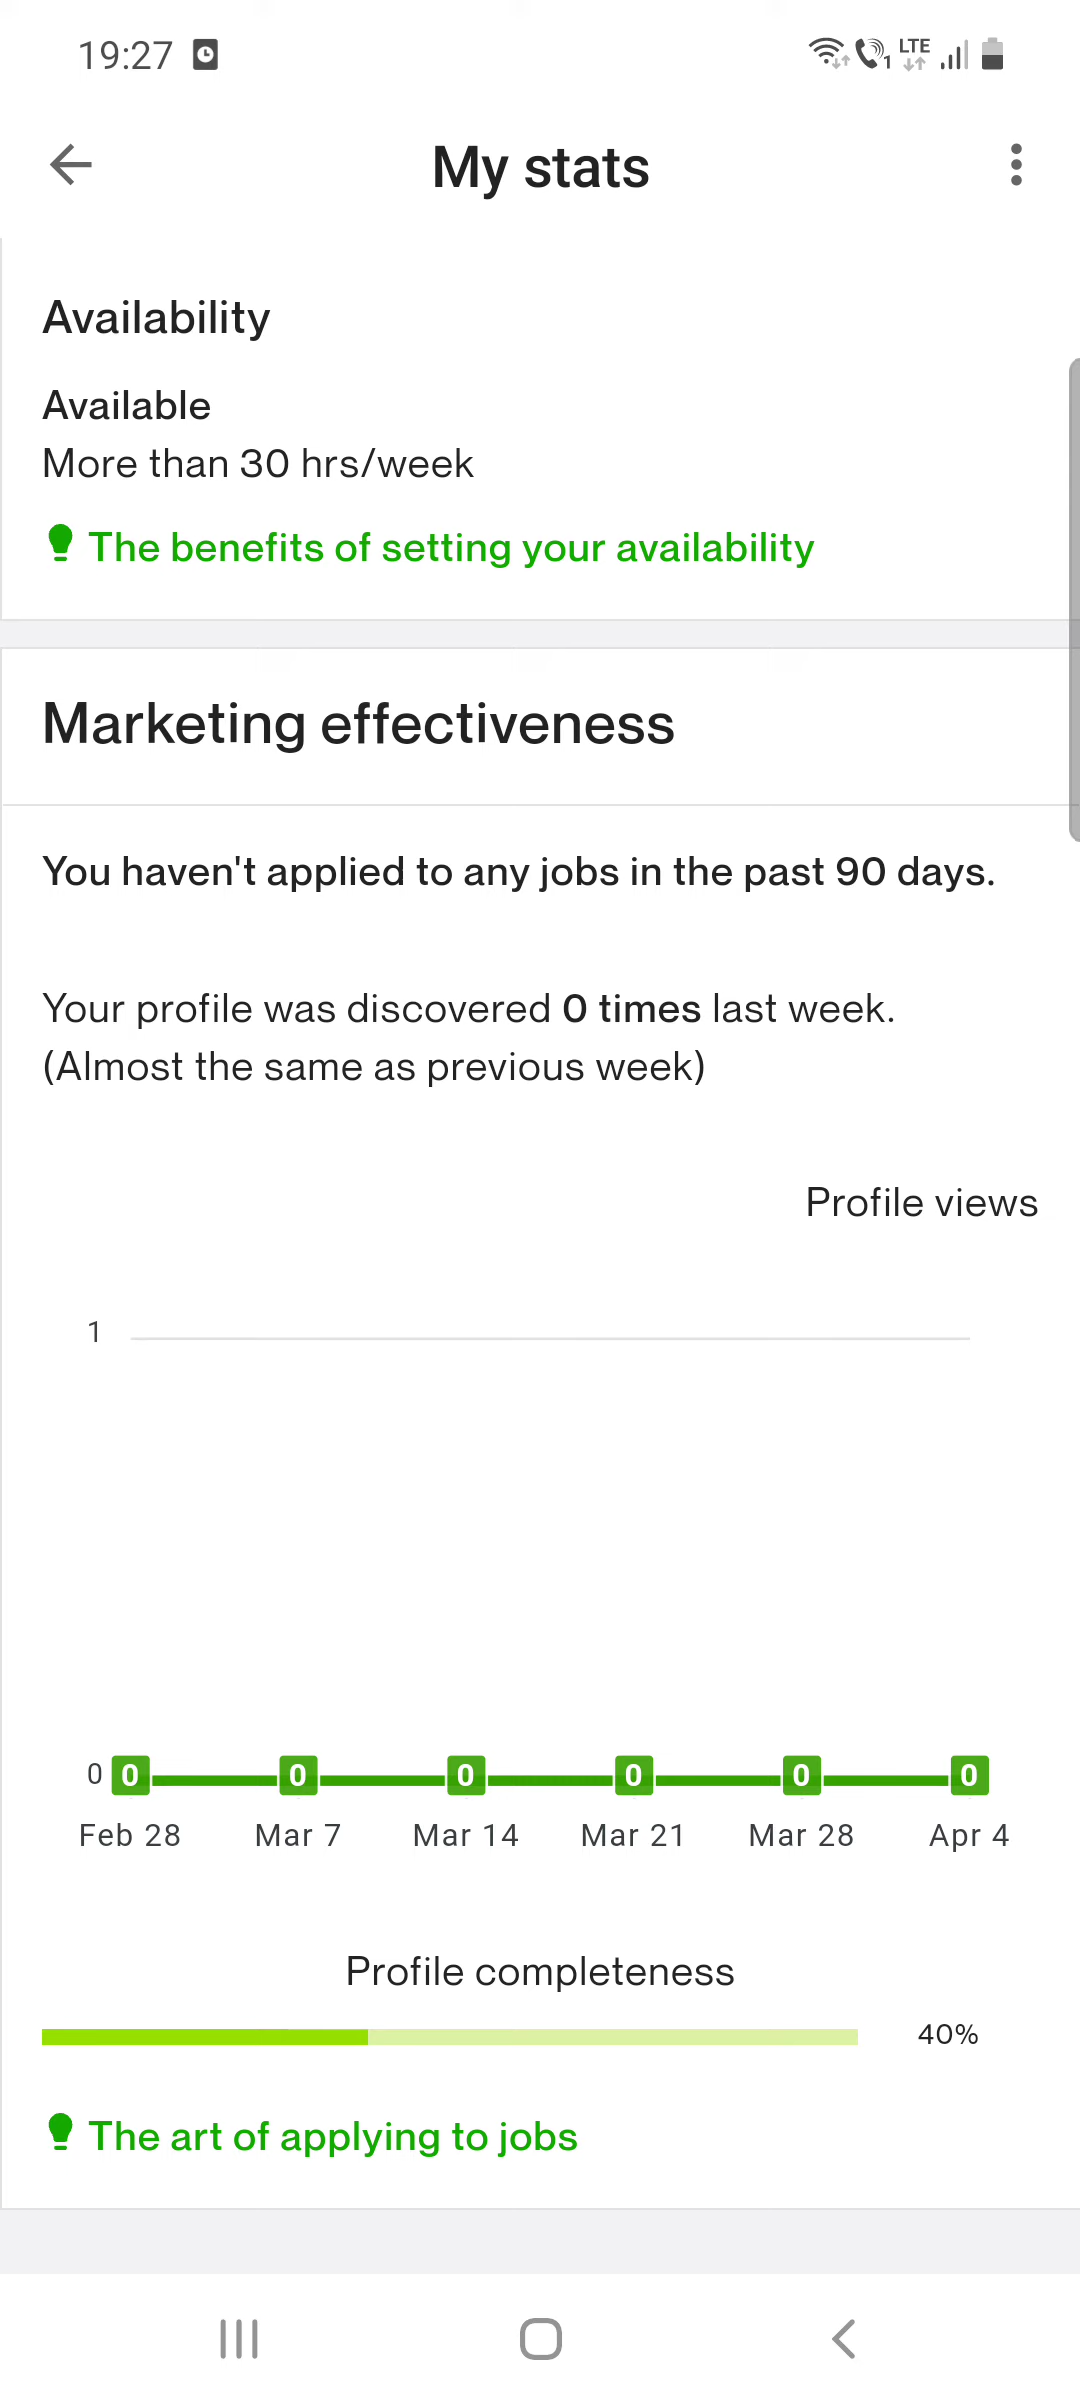 19:27
LTE
1
My stats
Availability
Available
More than 30 hrs/week
The benefits of setting your availability
Marketing effectiveness
You haven't applied to any jobs in the past 90 days.
Your profile was discovered 0 times last week.
(Almost the same as previous week)
Profile views
1
0 0 0 0 0 0 0
Feb 28 Mar 7 Mar 14 Mar 21 Mar 28 Apr 4
Profile completeness
40%
The art of applying to jobs